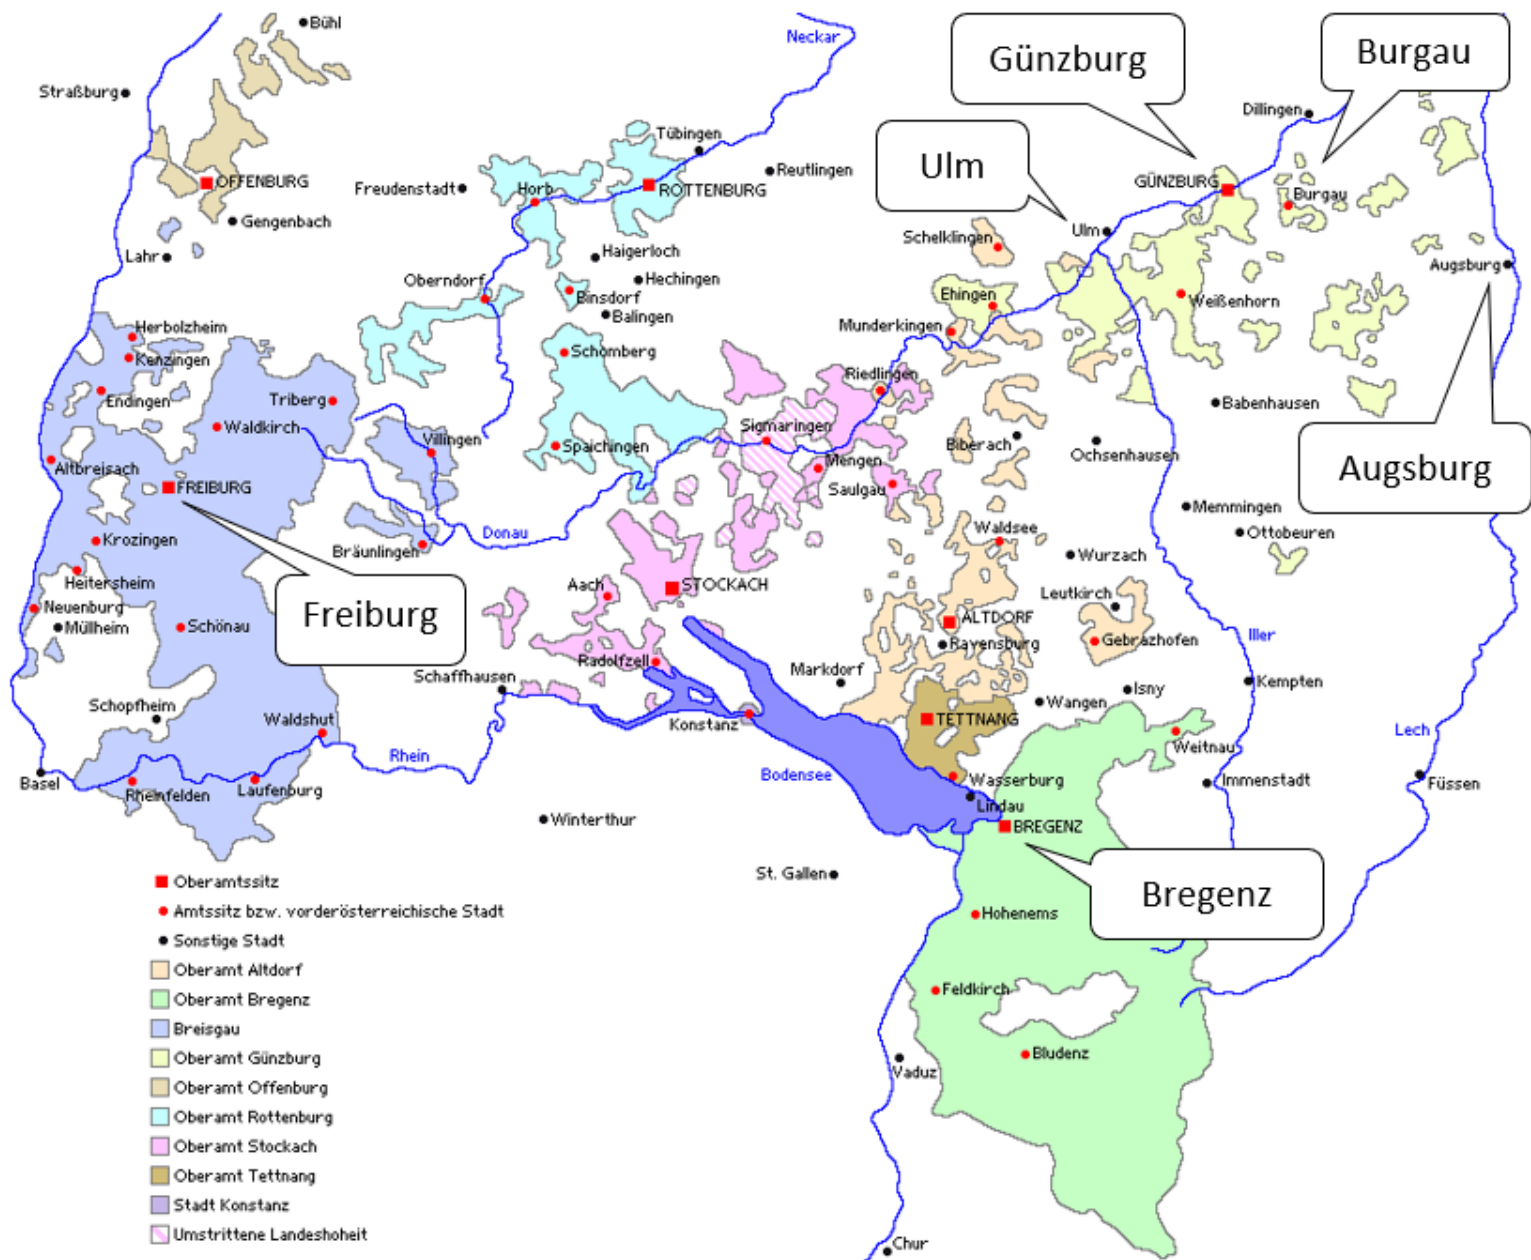 Bühl
Neckar
Günzburg
Burgau
Straßburg
Dillingen
Tübingen
Ulm
Reutlingen
OFFENBURG
Freudenstadt
Horb
ROTTENBURG
GÜNZBURG
Burgau
Gengenbach
Schelklingen
Ulm
Lahr
Haigerloch
Augsburg
Oberndorf
Hechingen
Binsdorf
Ehingen
Weißenhorn
Balingen
Munderkingen
Herbolzheim
Kenzingen
Schömberg
Riedlingen
Endingen
Triberg
Babenhausen
Waldkirch
Villingen
Spaichingen
Sigmaringen
Biberach
Ochsenhausen
Altbreisach
Mengen
Augsburg
FREIBURG
Saulgau
Memmingen
Donau
Waldsee
Ottobeuren
Krozingen
Bräunlingen
Wurzach
Heitersheim
Aach
STOCKACH
Freiburg
Leutkirch
Neuenburg
Müllheim
Schönau
ALTDORF
Ravensburg
Gebrazhofen
Iller
Radolfzell
Markdorf
Schaffhausen
Kempten
Isny
Schopfheim
Waldshut
Konstanz
TETTNANG
Wangen
Weitnau
Lech
Rhein
Bodensee
Basel
Rheinfelden
Laufenburg
Wasserburg
Immenstadt
Füssen
Lindau
Winterthur
BREGENZ
St. Gallen
Bregenz
Hohenems
Feldkirch
Bludenz
Vaduz
Chur
Oberamtssitz
Amtssitz bzw. vorderösterreichische Stadt
Sonstige Stadt
Oberamt Altdorf
Oberamt Bregenz
Breisgau
Oberamt Günzburg
Oberamt Offenburg
Oberamt Rottenburg
Oberamt Stockach
Oberamt Tettnang
Stadt Konstanz
Umstrittene Landeshoheit